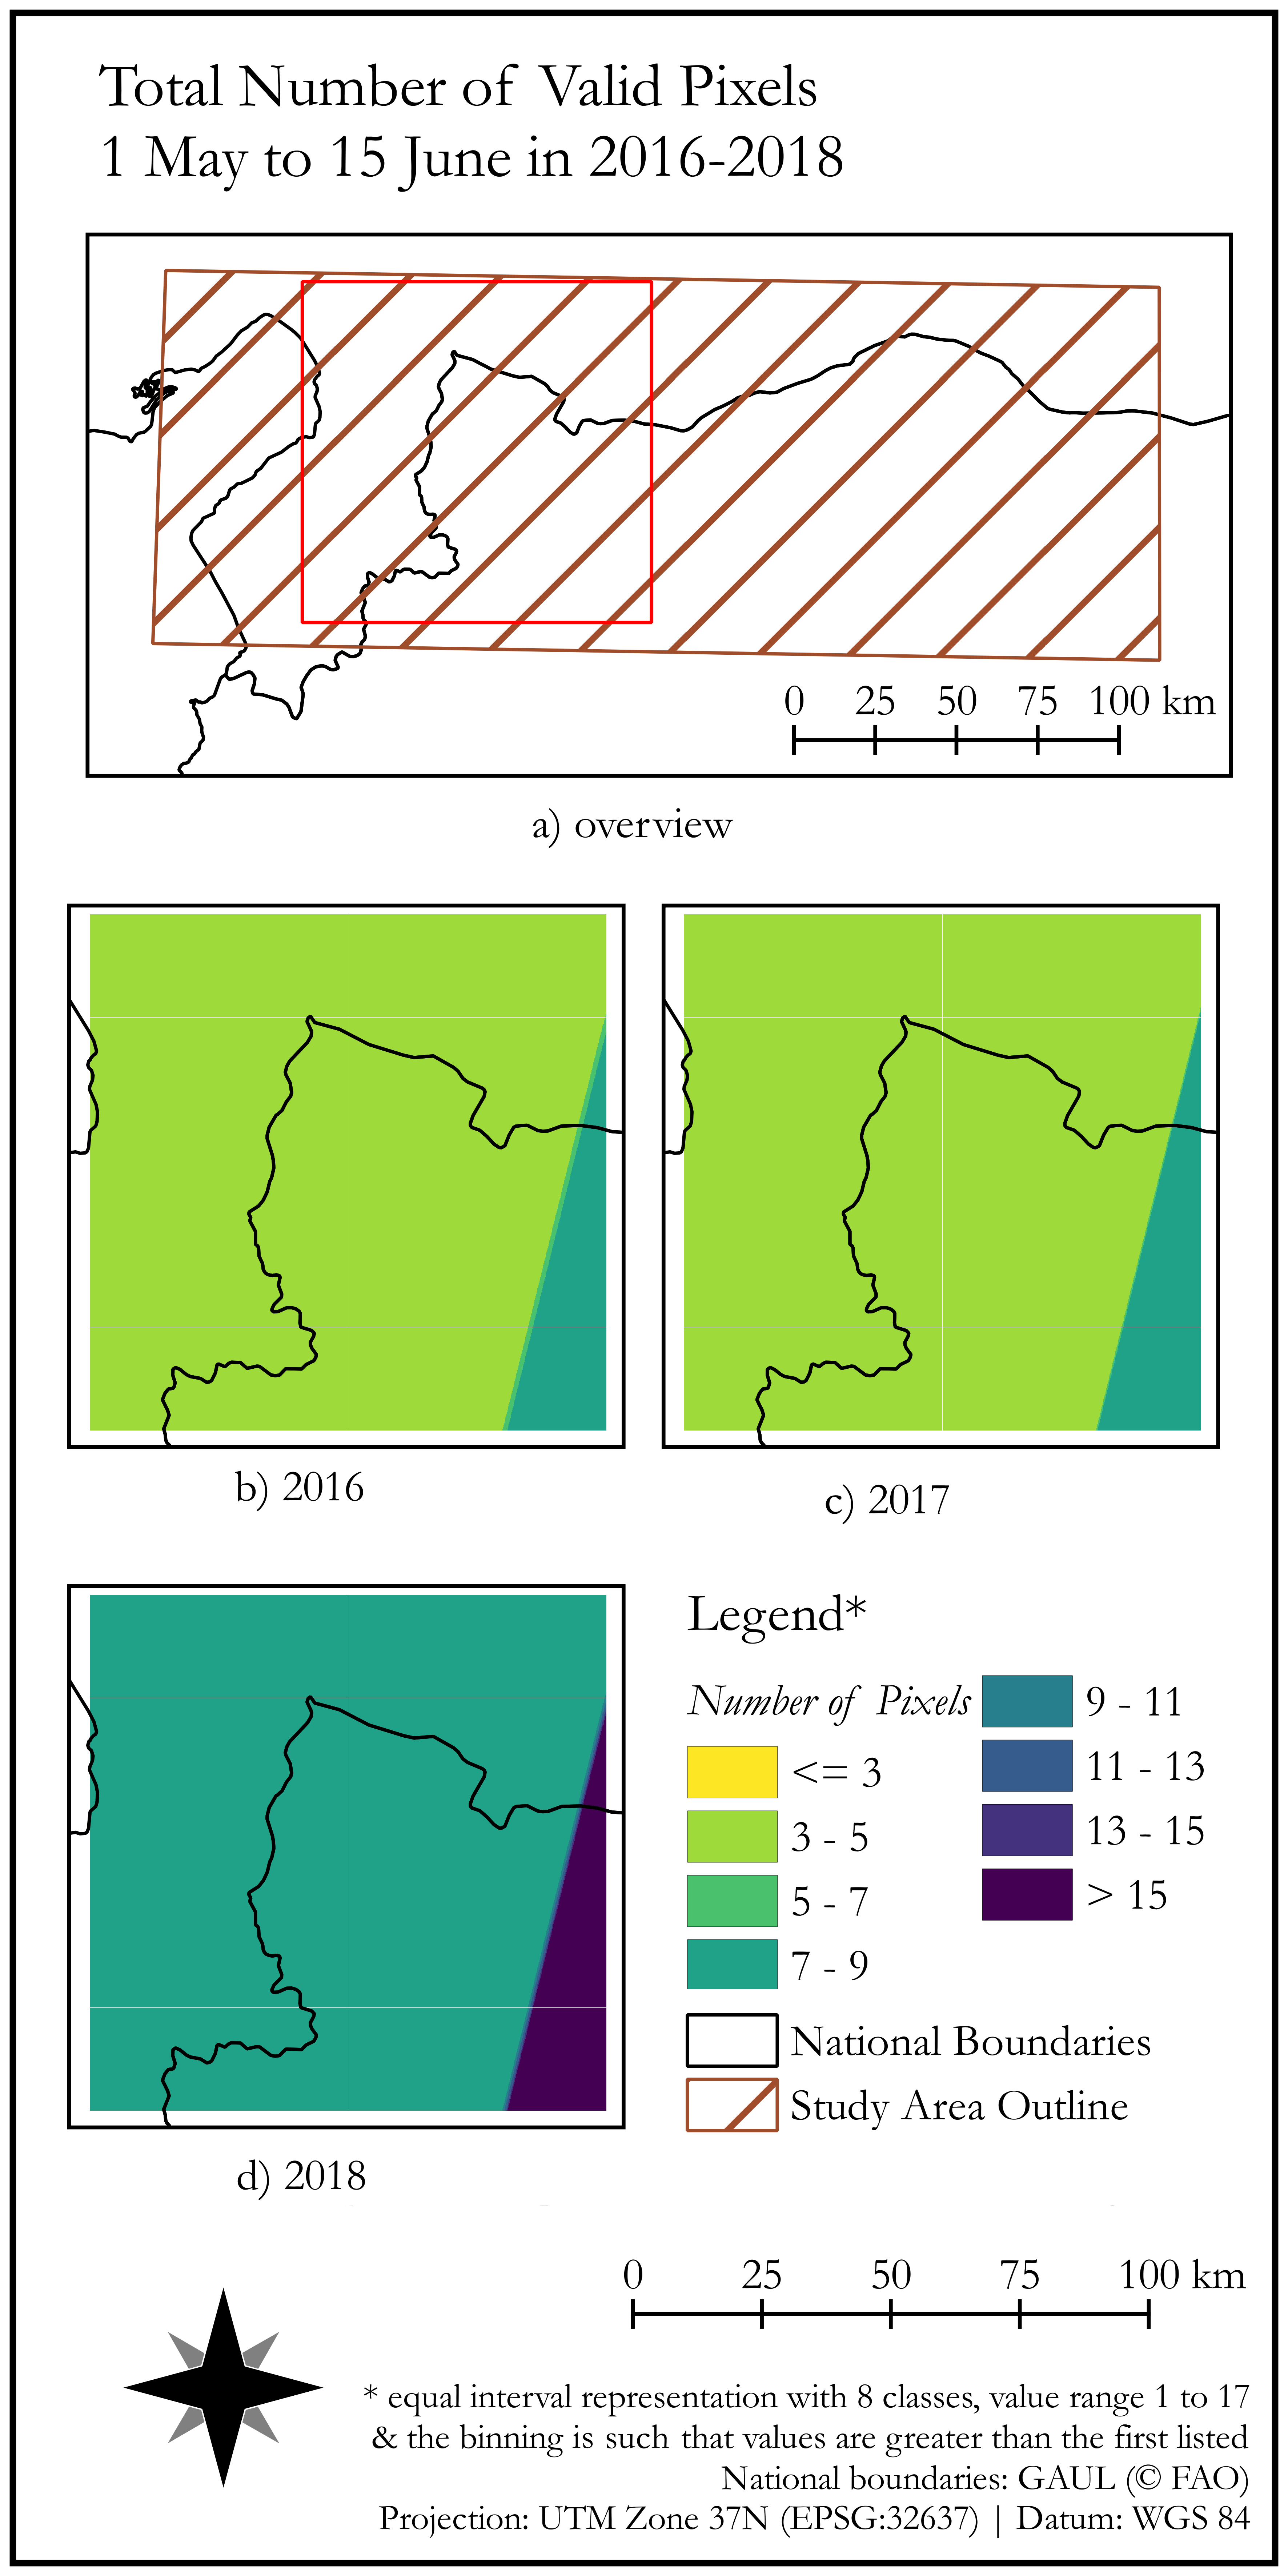 Total Number of Valid Pixels
1 May to 15 June in 2016-2018
0 25 50 75 100 km
a) overview
b) 2016
c) 2017
d) 2018
Legend*
Number of Pixels
<= 3
3 - 5
5 - 7
7 - 9
9 - 11
11 - 13
13 - 15
> 15
National Boundaries
Study Area Outline
0 25 50 75 100 km
* equal interval representation with 8 classes, value range 1 to 17
& the binning is such that values are greater than the first listed
National boundaries: GAUL (© FAO)
Projection: UTM Zone 37N (EPSG:32637) | Datum: WGS 84